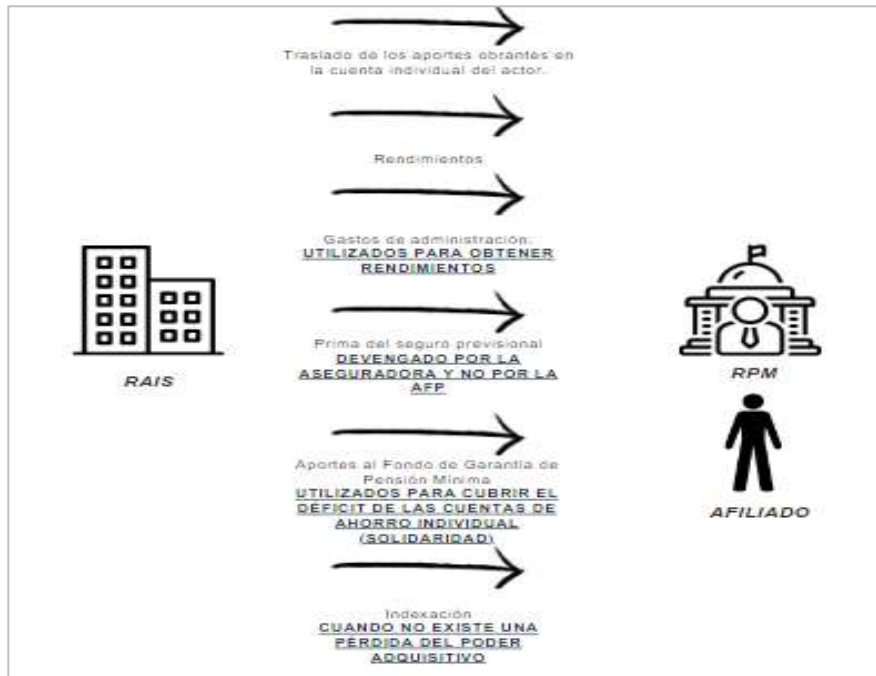 Traslado de los aportes obrantes en
la cuenta individual del actor.
Rendimientos
Gastos de administración:
UTILIZADOS PARA OBTENER
RENDIMIENTOS
Prima del seguro previsional
DEVENGADO POR LA
ASEGURADORA Y NO POR LA
AFP
RAIS
RPM
Aportes al Fondo de Garantía de
Pensión Mínima
UTILIZADOS PARA CUBRIR EL
DÉFICIT DE LAS CUENTAS DE
AHORRO INDIVIDUAL
(SOLIDARIDAD)
AFILIADO
Indexación
CUANDO NO EXISTE UNA
PÉRDIDA DEL PODER
ADQUISITIVO